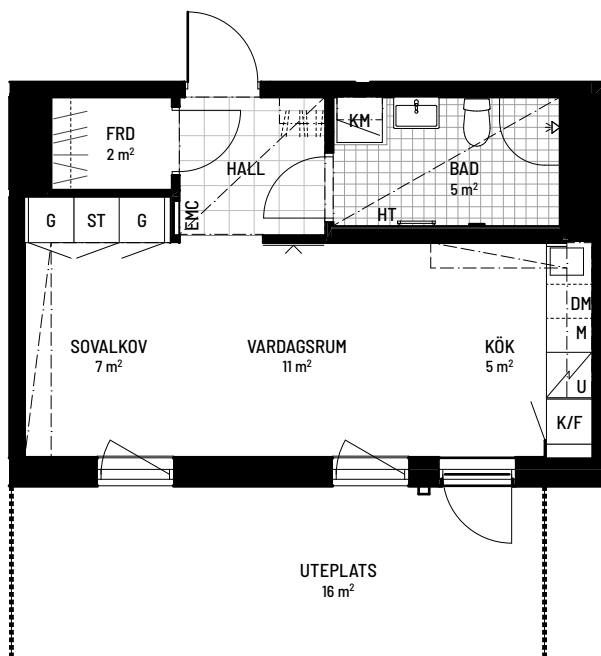 KM
FRD
2 m²
HALL
BAD
5 m²
EMC
HT
G
ST
G
DM
SOVALKOV
7 m²
VARDAGSRUM
11 m²
KÖK
5 m²
M
U
K/F
UTEPLATS
16 m²